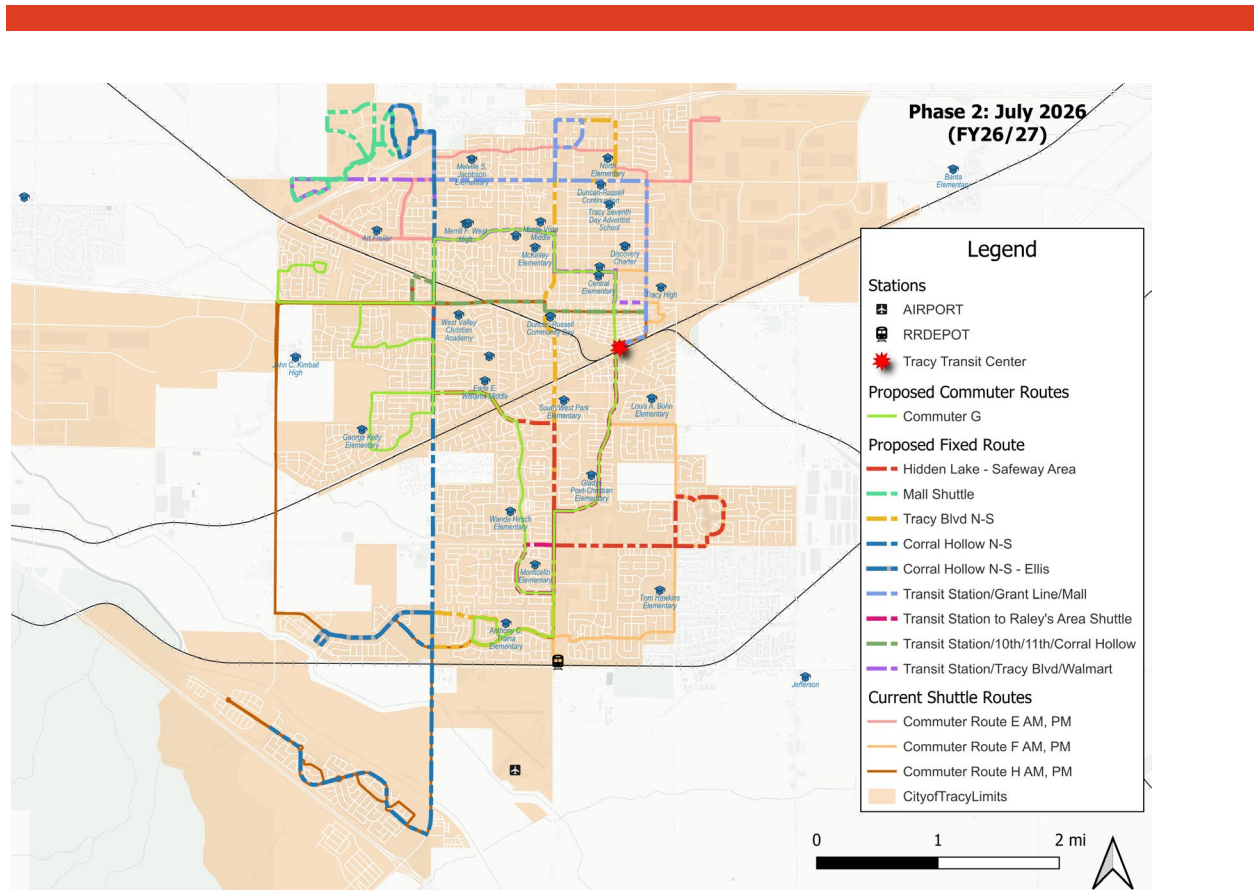 Phase 2: July 2026
(FY26/27)
Melville S.
Jacobson
Elementary
North
Elementary
Banta
Elementary
Duncan-Russell
Continuation
Tracy Seventh
Day Adventist
School
Art Freiler
Merrill F. West
High
Monte Vista
Middle
McKinley
Elementary
Discovery
Charter
Central
Elementary
Tracy High
West Valley
Christian
Academy
Duncan-Russell
Community Day
John C. Kimball
High
Earle E.
Williams Middle
South/West Park
Elementary
Louis A. Bohn
Elementary
George Kelly
Elementary
Gladys
Poet-Christian
Elementary
Wanda Hirsch
Elementary
Monticello
Elementary
Tom Hawkins
Elementary
Anthony C.
Traina
Elementary
Jefferson
Legend
Stations
AIRPORT
RRDEPOT
Tracy Transit Center
Proposed Commuter Routes
Commuter G
Proposed Fixed Route
Hidden Lake - Safeway Area
Mall Shuttle
Tracy Blvd N-S
Corral Hollow N-S
Corral Hollow N-S - Ellis
Transit Station/Grant Line/Mall
Transit Station to Raley's Area Shuttle
Transit Station/10th/11th/Corral Hollow
Transit Station/Tracy Blvd/Walmart
Current Shuttle Routes
Commuter Route E AM, PM
Commuter Route F AM, PM
Commuter Route H AM, PM
CityofTracyLimits
0 1 2 mi